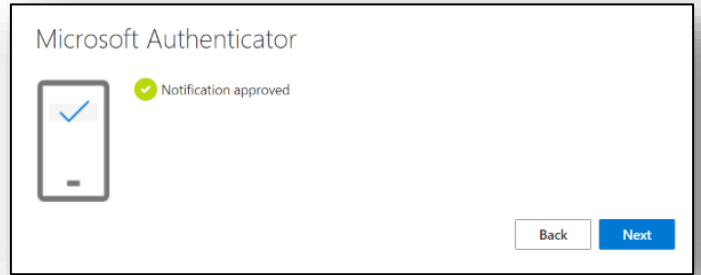 Microsoft Authenticator
Notification approved
Back
Next